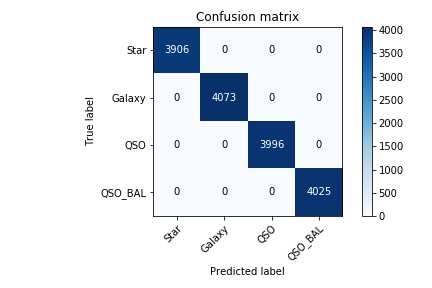 Confusion matrix
Star 3906 0 0 0
Galaxy 0 4073 0 0
QSO 0 0 3996 0
QSO_BAL 0 0 0 4025
True label
Star Galaxy QSO QSO_BAL
Predicted label
4000
3500
3000
2500
2000
1500
1000
500
0